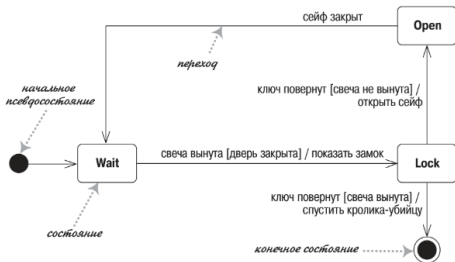 сейф закрыт
Open
переход
начальное
псевдосостояние
ключ повернут [свеча не вынута] /
открыть сейф
Wait
свеча вынута [дверь закрыта] / показать замок
Lock
состояние
ключ повернут [свеча вынута] /
спустить кролика-убийцу
конечное состояние